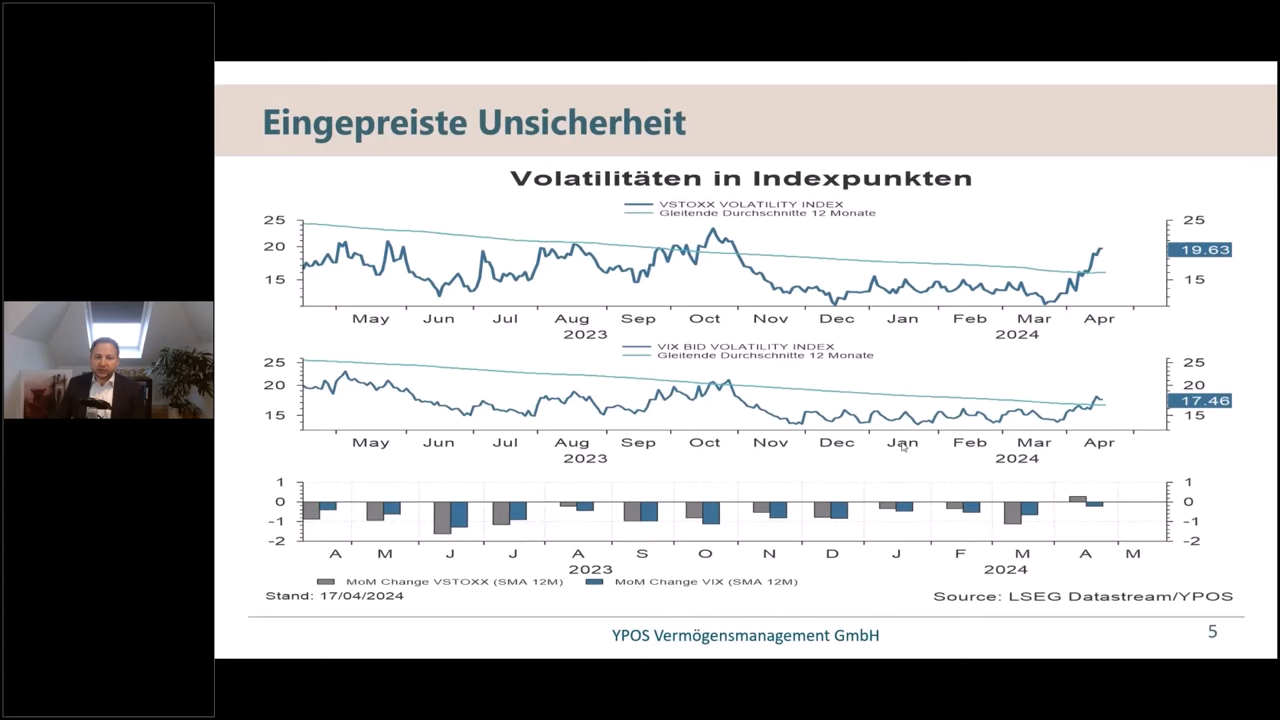 Eingepreiste Unsicherheit
Volatilitäten in Indexpunkten
VSTOXX VOLATILITY INDEX
Gleitende Durchschnitte 12 Monate
25 25
20
19.63
15 15
May Jun Jul Aug Sep Oct Nov Dec Jan Feb Mar Apr
2023 2024
VIX BID VOLATILITY INDEX
Gleitende Durchschnitte 12 Monate
25 25
20 20
17.46
15 15
May Jun Jul Aug Sep Oct Nov Dec Jan Feb Mar Apr
2023 2024
1 1
0 0
-1 -1
-2 -2
A M J J A S O N D J F M A M
2023 2024
MoM Change VSTOXX (SMA 12M) MoM Change VIX (SMA 12M)
Stand: 17/04/2024 Source: LSEG Datastream/YPOS
YPOS Vermögensmanagement GmbH 5